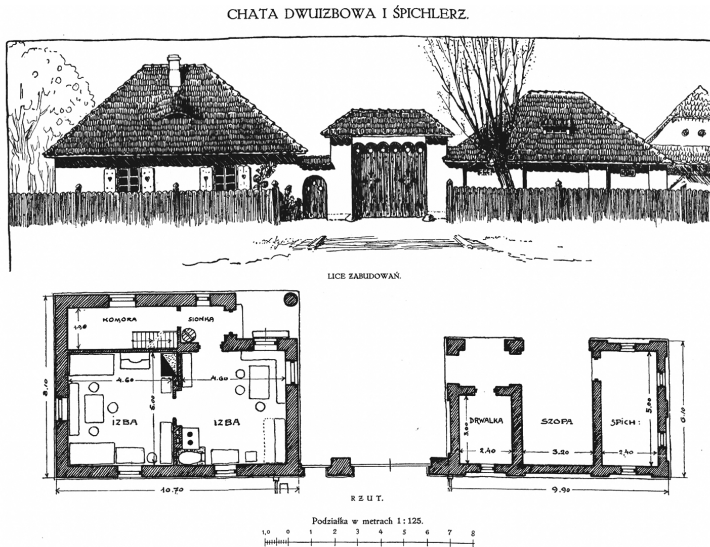 CHATA DWUIZBOWA I ŚPICHLERZ.
LICE ZABUDOWAŃ.
KOMORA
SIONKA
1.90
4.60
4.00
6.00
8.10
IZBA
IZBA
10.70
DRWALKA
3.00
2.40
SZOPA
3.20
SPICH:
5.00
2.40
6.10
9.90
RZUT.
Podziałka w metrach 1:125.
1,0 0 1 2 3 4 5 6 7 8